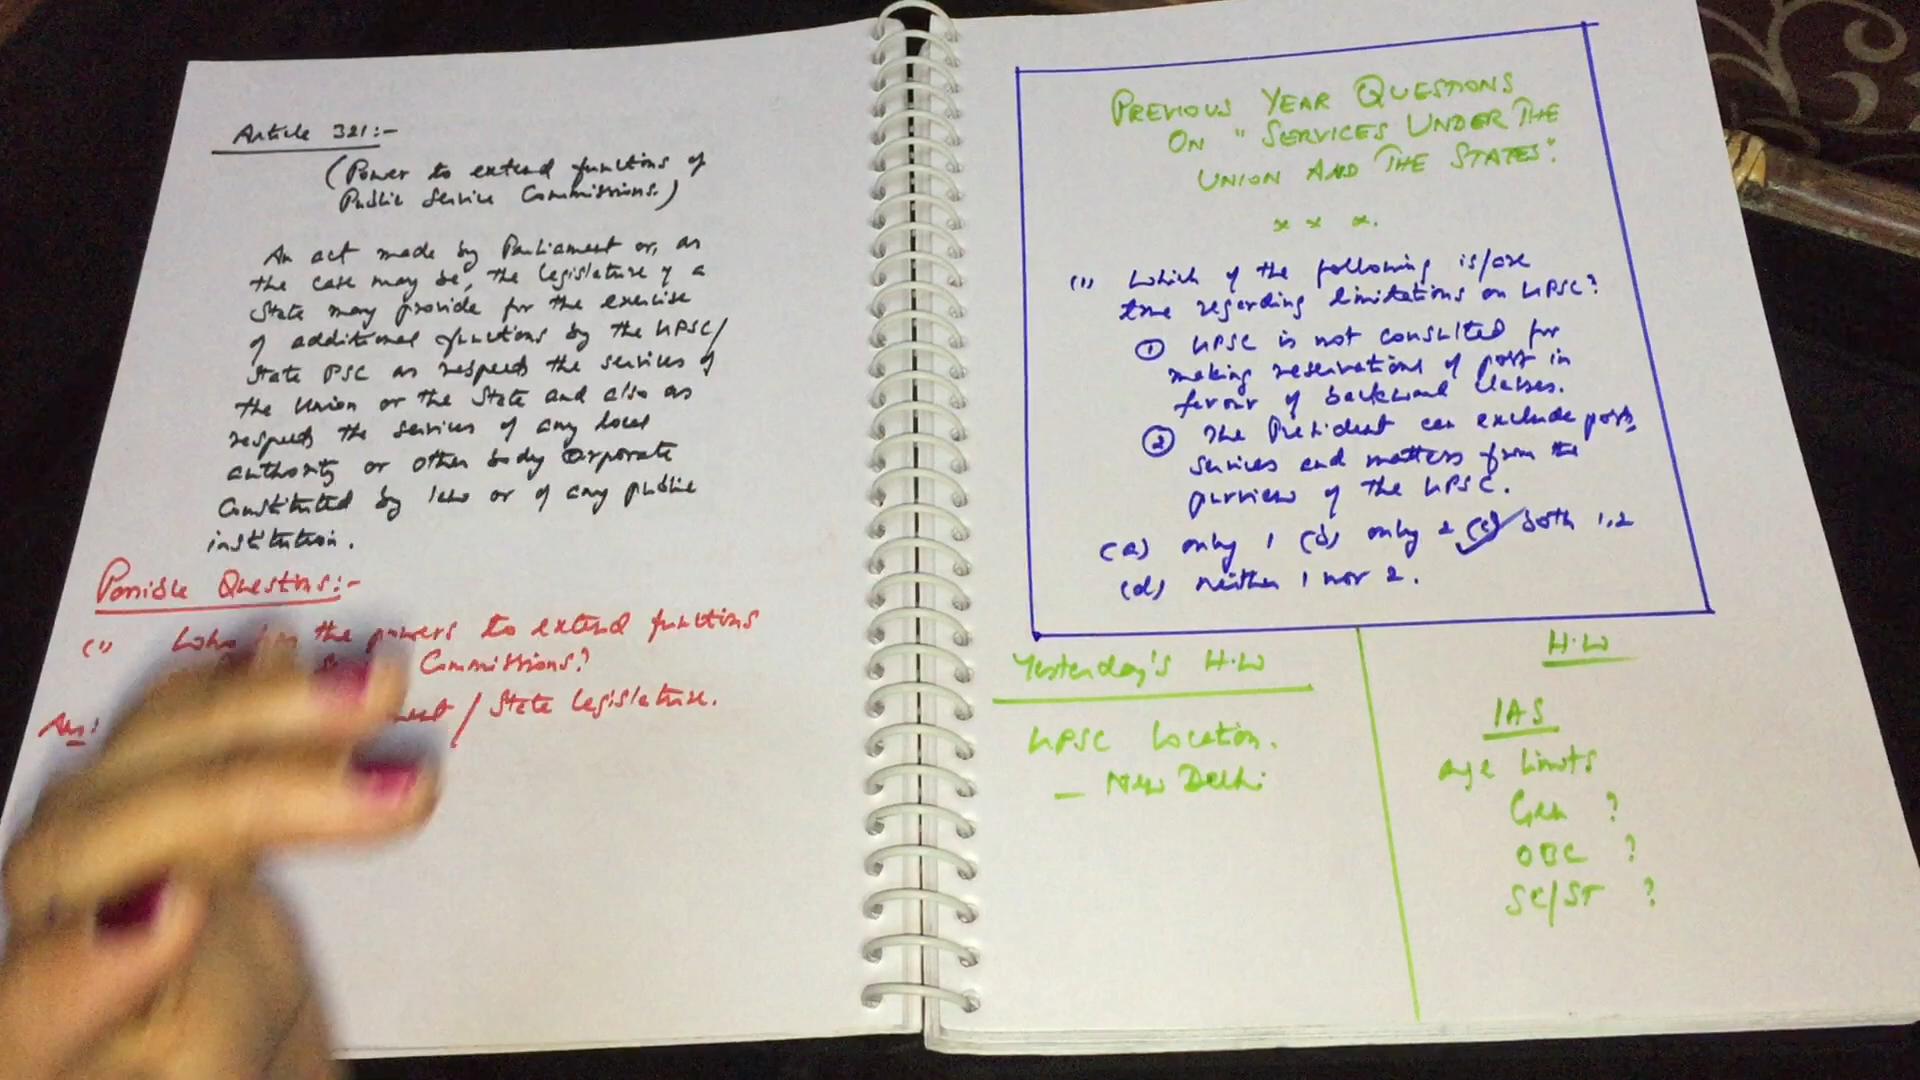 Article 321:-
(Power to extend functions of
Public Service Commissions.)
An act made by Parliament or, as
the case may be, the legislature of a
State may provide for the exercise
of additional functions by the UPSC/
State PSC as respects the services of
the Union or the State and also as
respects the services of any local
authority or other body corporate
Constituted by law or of any public
institution.
Possible Questions:-
(1) Who the powers to extend functions
Commissions?
Ans: / State legislature.
PREVIOUS YEAR QUESTIONS
ON "SERVICES UNDER THE
UNION AND THE STATES".
x x x.
(1) Which of the following is/are
true regarding limitations on UPSC?
① UPSC is not consulted for
making reservations of post in
favour of backward classes.
② The President can exclude posts,
services and matters from the
purview of the UPSC.
(a) only 1 (b) only 2 (c) both 1,2
(d) neither 1 nor 2.
Yesterday's H.W
UPSC Location.
- New Delhi
H.W
IAS
age limits
Gen ?
OBC ?
SC/ST ?